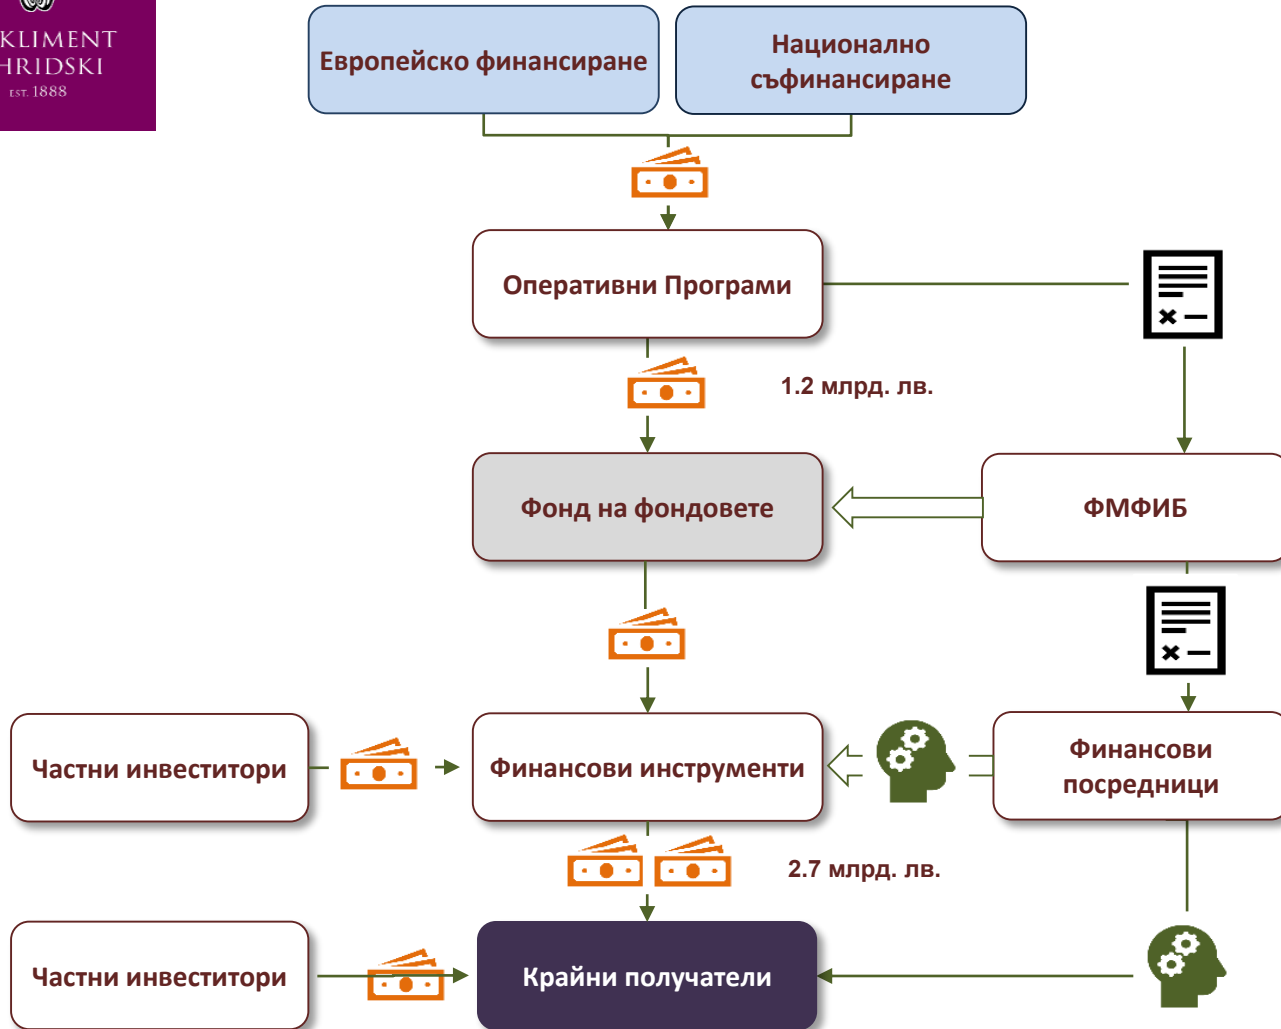 KLIMENT
HRIDSKI
EST. 1888
Европейско финансиране
Национално
съфинансиране
Оперативни Програми
1.2 млрд. лв.
Фонд на фондовете
ФМФИБ
Частни инвеститори
Финансови инструменти
Финансови
посредници
2.7 млрд. лв.
Частни инвеститори
Крайни получатели